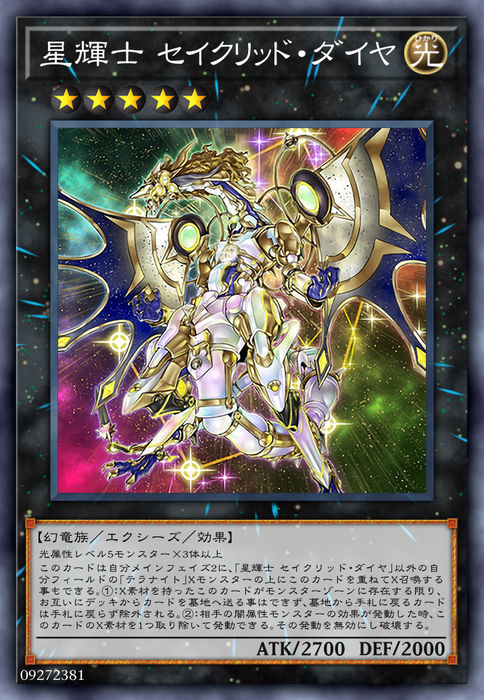 星輝士 セイクリッド・ダイヤ
ひかり
光
【幻竜族／エクシーズ／効果】
光属性レベル5モンスター×3体以上
このカードは自分メインフェイズ2に、「星輝士 セイクリッド・ダイヤ」以外の自
分フィールドの「テラナイト」Xモンスターの上にこのカードを重ねてX召喚する
事もできる。①：X素材を持ったこのカードがモンスターゾーンに存在する限り、
お互いにデッキからカードを墓地へ送る事はできず、墓地から手札に戻るカード
は手札に戻らず除外される。②：相手の闇属性モンスターの効果が発動した時、こ
のカードのX素材を1つ取り除いて発動できる。その発動を無効にし破壊する。
ATK/2700 DEF/2000
09272381